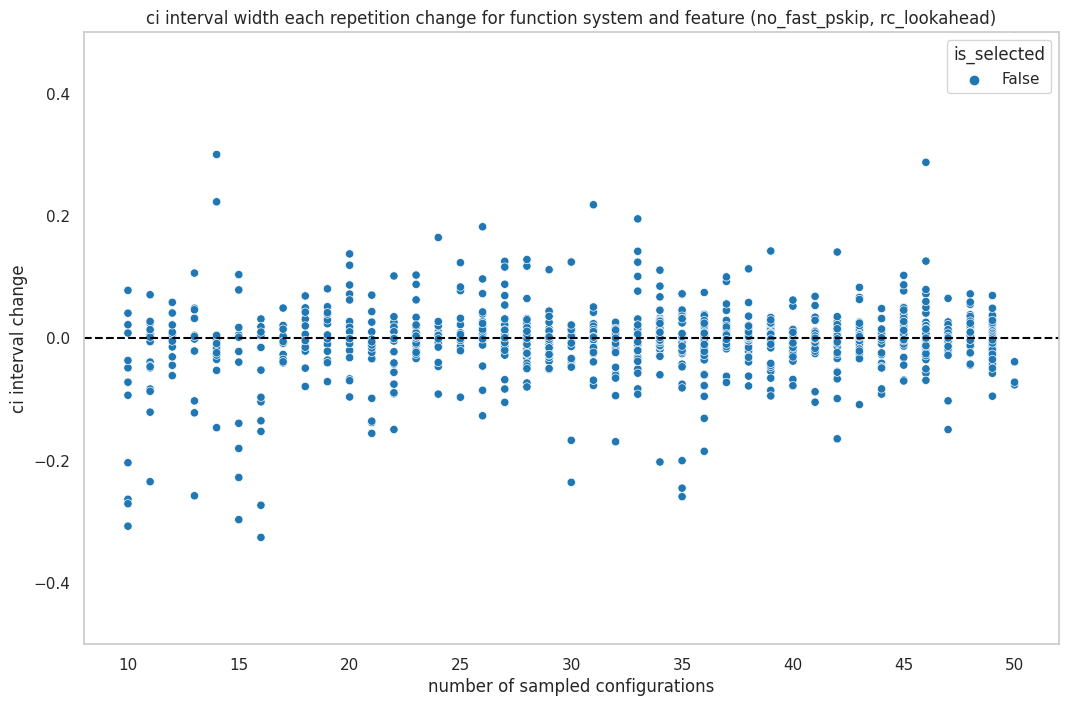 ci interval width each repetition change for function system and feature (no_fast_pskip, rc_lookahead)
is_selected
False
ci interval change
0.4
0.2
0.0
−0.2
−0.4
10
15
20
25
30
35
40
45
50
number of sampled configurations